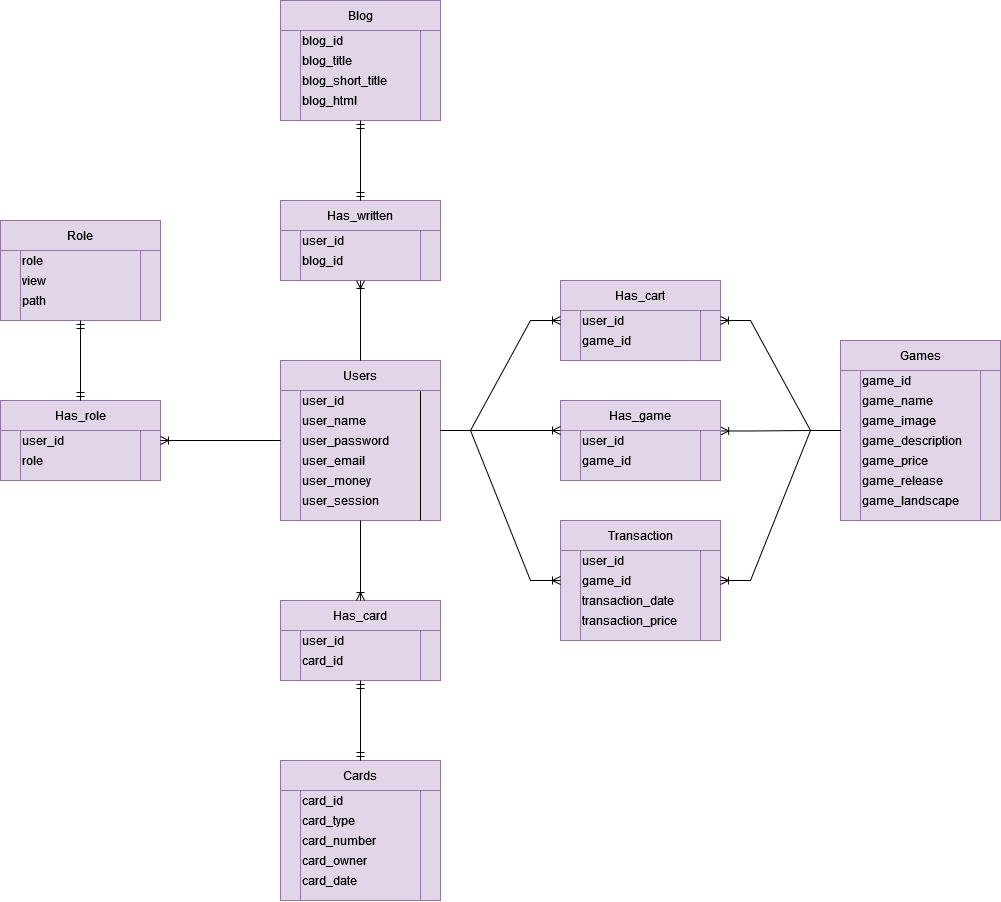 Blog
blog_id
blog_title
blog_short_title
blog_html
Has_written
user_id
blog_id
Role
role
view
path
Has_role
user_id
role
Users
user_id
user_name
user_password
user_email
user_money
user_session
Has_cart
user_id
game_id
Has_game
user_id
game_id
Transaction
user_id
game_id
transaction_date
transaction_price
Games
game_id
game_name
game_image
game_description
game_price
game_release
game_landscape
Has_card
user_id
card_id
Cards
card_id
card_type
card_number
card_owner
card_date